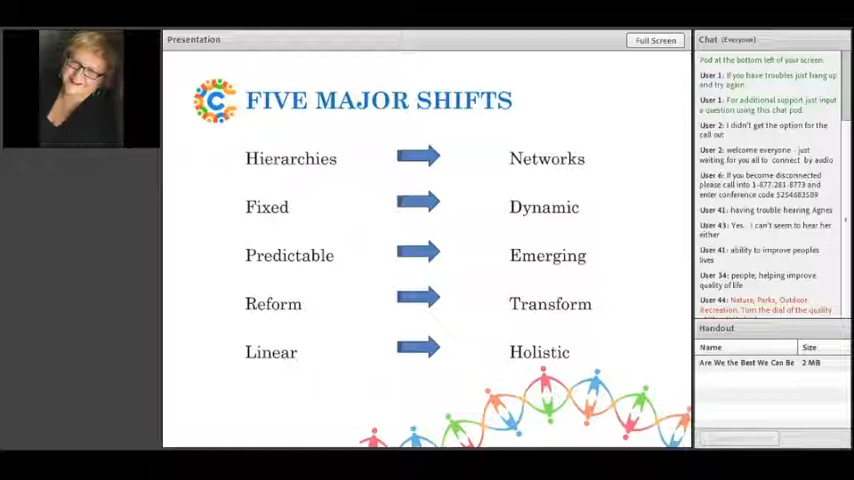 Presentation
Full Screen
FIVE MAJOR SHIFTS
Hierarchies Networks
Fixed Dynamic
Predictable Emerging
Reform Transform
Linear Holistic
Chat (Everyone)
Pod at the bottom left of your screen.
User 1: If you have troubles just hang up
and try again.
User 1: For additional support just input
a question using this chat pod.
User 2: I didn't get the option for the
call out
User 2: welcome everyone - just
waiting for you all to connect by audio
User 6: If you become disconnected
please call into 1-877-281-8773 and
enter conference code 5254683589
User 41: having trouble hearing Agnes
User 43: Yes. I can't seem to hear her
either
User 41: ability to improve peoples
lives
User 34: people, helping improve
quality of life
User 44: Nature, Parks, Outdoor
Recreation. Turn the dial of the quality
Handout
Name Size
Are We the Best We Can Be 2 MB